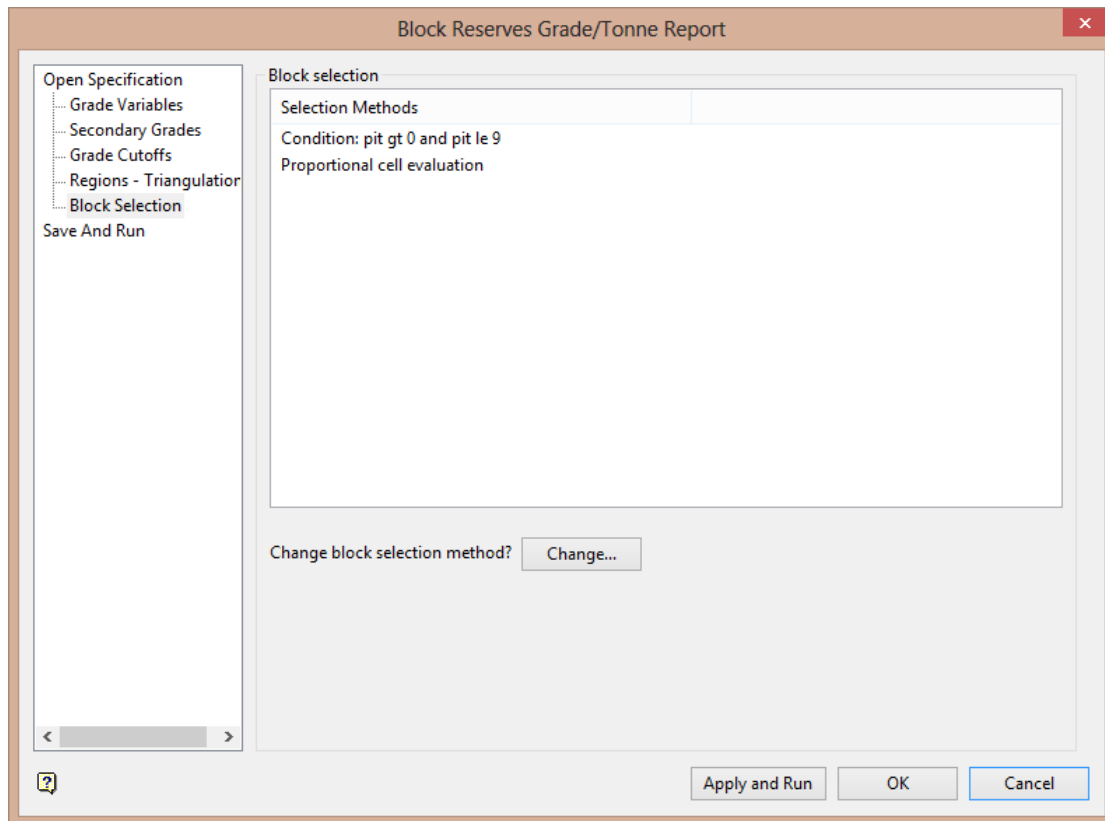 Block Reserves Grade/Tonne Report
Open Specification
Grade Variables
Secondary Grades
Grade Cutoffs
Regions - Triangulation
Block Selection
Save And Run
Block selection
Selection Methods
Condition: pit gt 0 and pit le 9
Proportional cell evaluation
Change block selection method?
Change...
Apply and Run
OK
Cancel